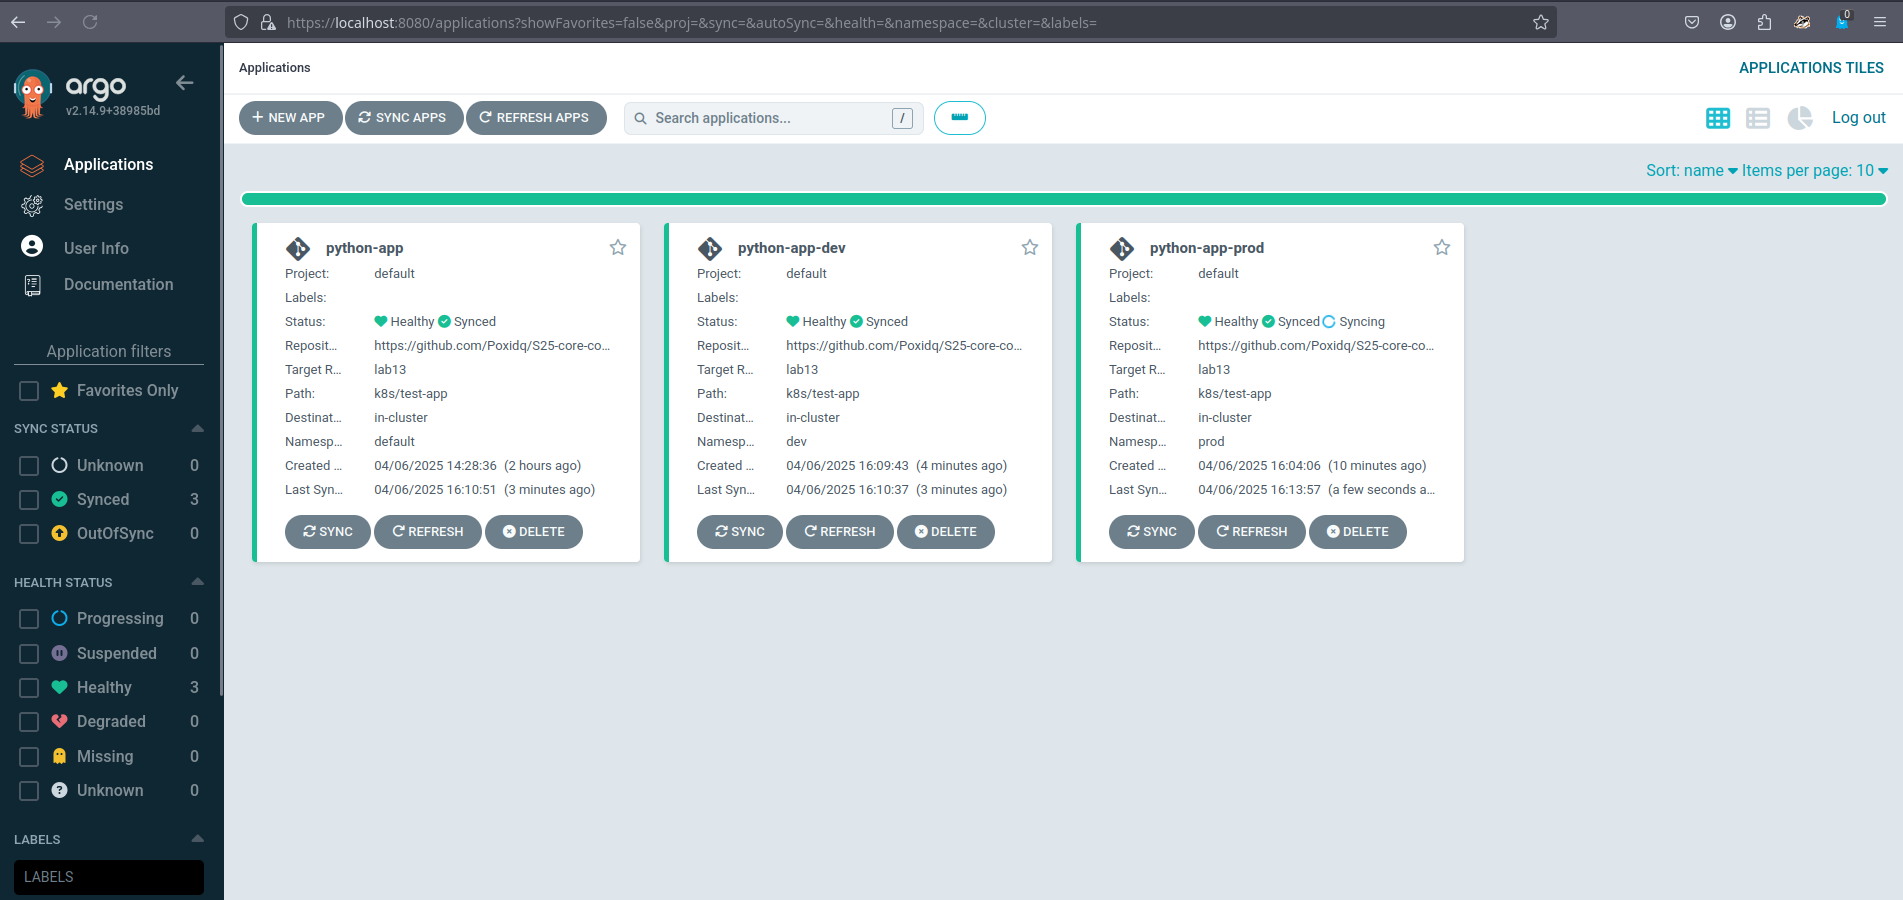 https://localhost:8080/applications?showFavorites=false&proj=&sync=&autoSync=&health=&namespace=&cluster=&labels=
0
argo
v2.14.9+38985bd
Applications
Settings
User Info
Documentation
Application filters
Favorites Only
SYNC STATUS
Unknown 0
Synced 3
OutOfSync 0
HEALTH STATUS
Progressing 0
Suspended 0
Healthy 3
Degraded 0
Missing 0
Unknown 0
LABELS
LABELS
Applications
APPLICATIONS TILES
NEW APP SYNC APPS REFRESH APPS Search applications... / Log out
Sort: name Items per page: 10
python-app
Project: default
Labels:
Status: Healthy Synced
Reposit... https://github.com/Poxidq/S25-core-co...
Target R... lab13
Path: k8s/test-app
Destinat... in-cluster
Namesp... default
Created ... 04/06/2025 14:28:36 (2 hours ago)
Last Syn... 04/06/2025 16:10:51 (3 minutes ago)
SYNC REFRESH DELETE
python-app-dev
Project: default
Labels:
Status: Healthy Synced
Reposit... https://github.com/Poxidq/S25-core-co...
Target R... lab13
Path: k8s/test-app
Destinat... in-cluster
Namesp... dev
Created ... 04/06/2025 16:09:43 (4 minutes ago)
Last Syn... 04/06/2025 16:10:37 (3 minutes ago)
SYNC REFRESH DELETE
python-app-prod
Project: default
Labels:
Status: Healthy Synced Syncing
Reposit... https://github.com/Poxidq/S25-core-co...
Target R... lab13
Path: k8s/test-app
Destinat... in-cluster
Namesp... prod
Created ... 04/06/2025 16:04:06 (10 minutes ago)
Last Syn... 04/06/2025 16:13:57 (a few seconds a...
SYNC REFRESH DELETE